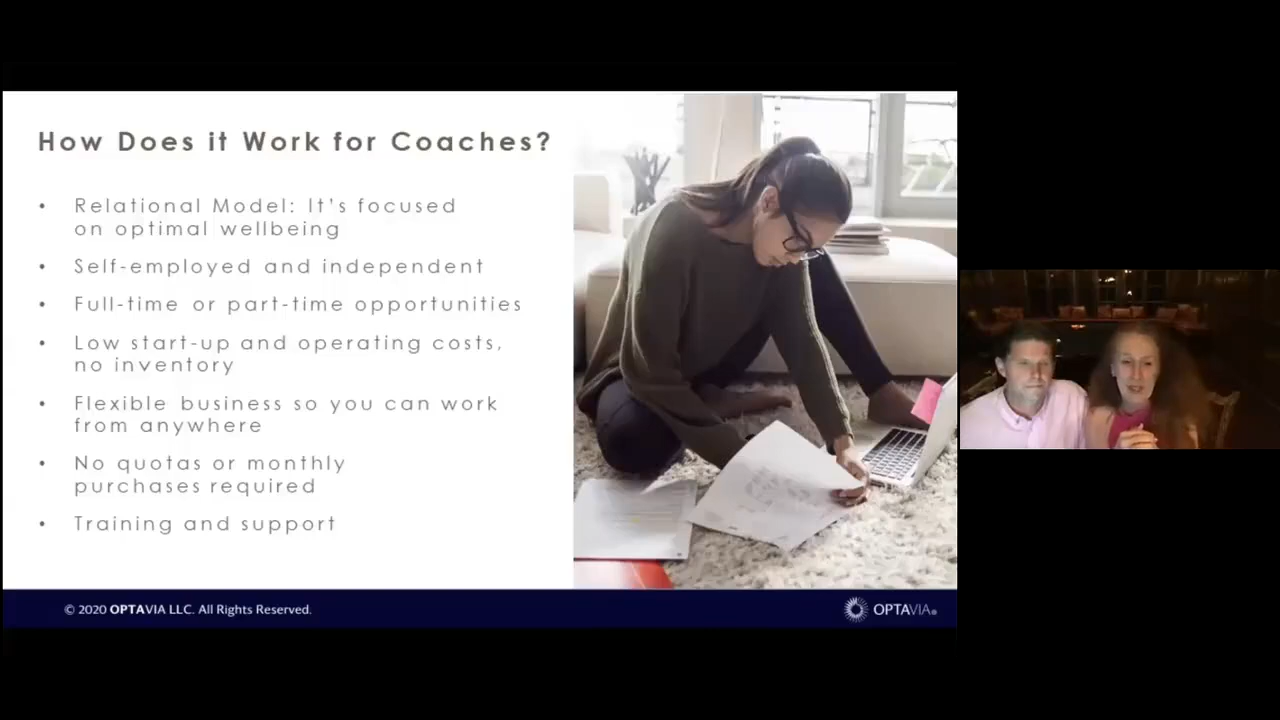 How Does it Work for Coaches?
• Relational Model: It's focused
on optimal wellbeing
• Self-employed and independent
• Full-time or part-time opportunities
• Low start-up and operating costs,
no inventory
• Flexible business so you can work
from anywhere
• No quotas or monthly
purchases required
• Training and support
© 2020 OPTAVIA LLC. All Rights Reserved.
OPTAVIA®